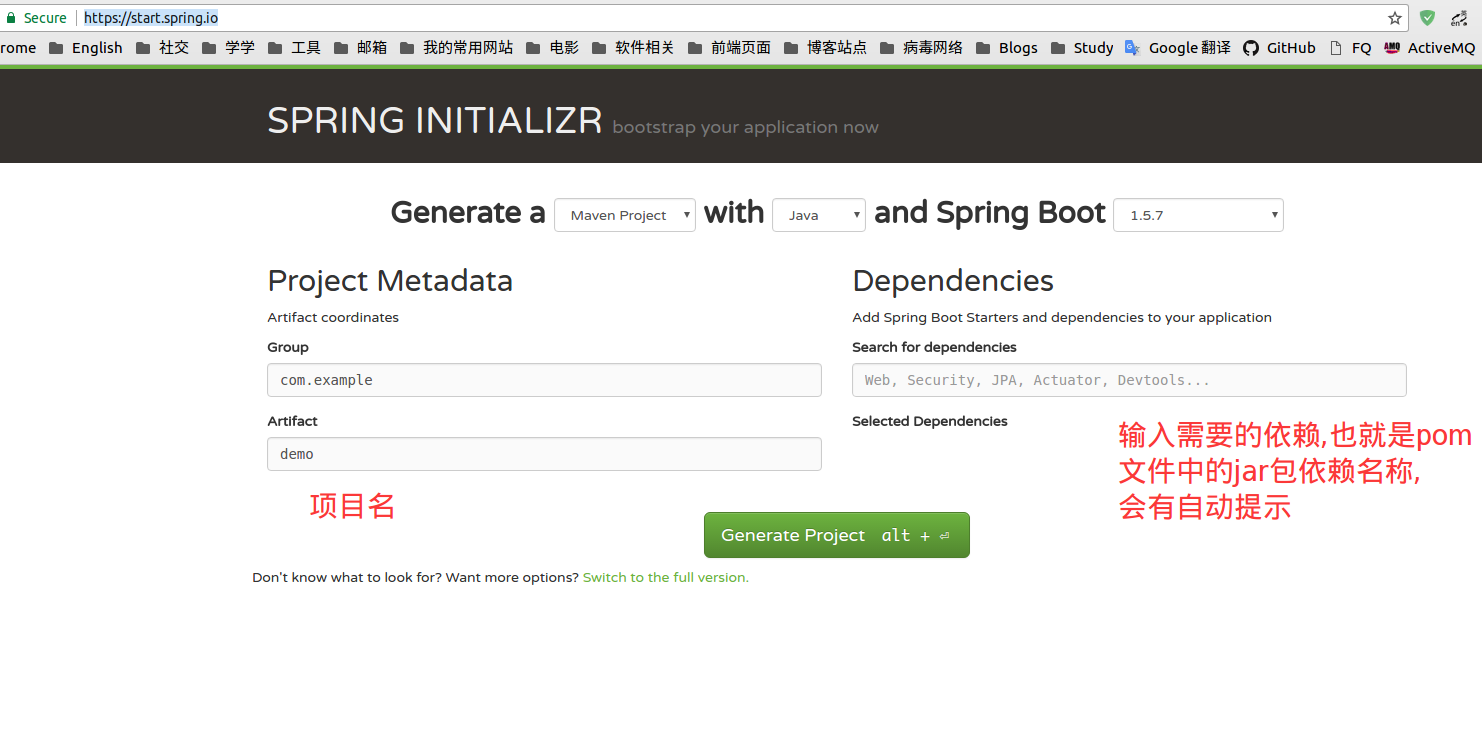 Secure https://start.spring.io
rome English 社交 学学 工具 邮箱 我的常用网站 电影 软件相关 前端页面 博客站点 病毒网络 Blogs Study Google 翻译 GitHub FQ ActiveMQ
SPRING INITIALIZR bootstrap your application now
Generate a Maven Project with Java and Spring Boot 1.5.7
Project Metadata
Artifact coordinates
Group
com.example
Artifact
demo
项目名
Dependencies
Add Spring Boot Starters and dependencies to your application
Search for dependencies
Web, Security, JPA, Actuator, Devtools...
Selected Dependencies
输入需要的依赖,也就是pom
文件中的jar包依赖名称,
会有自动提示
Generate Project alt + ⏎
Don't know what to look for? Want more options? Switch to the full version.